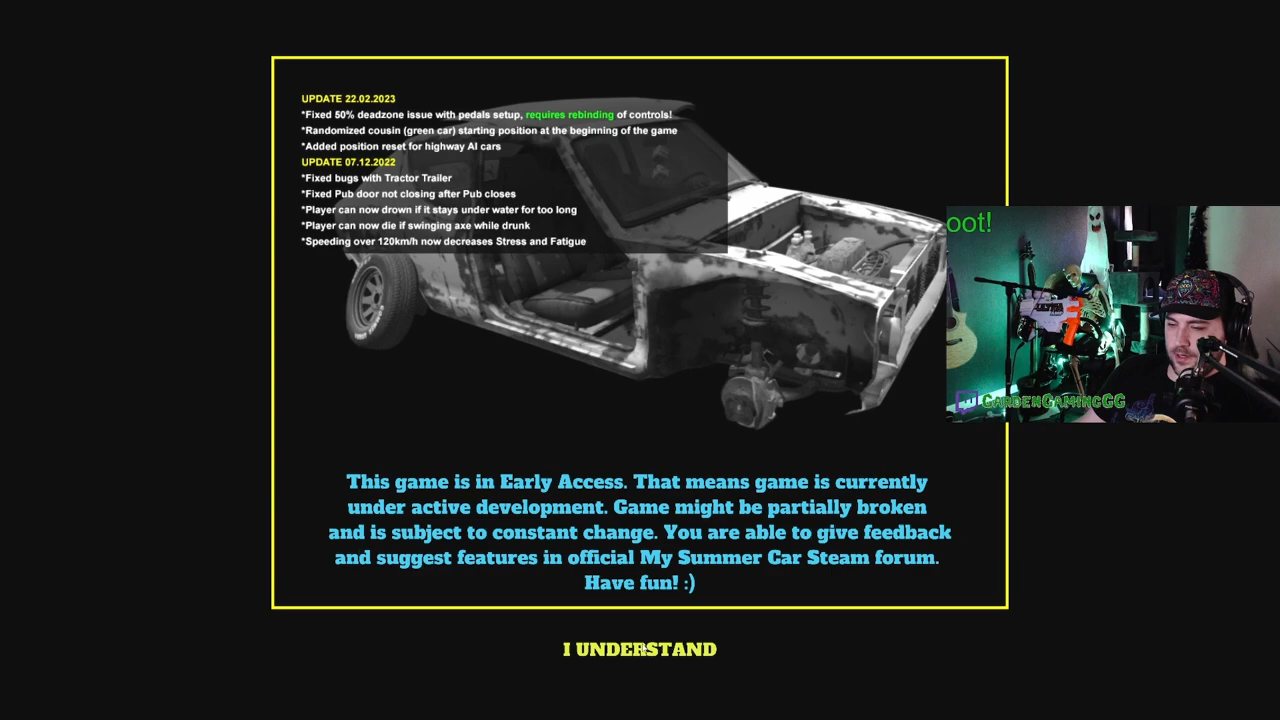 UPDATE 22.02.2023
*Fixed 50% deadzone issue with pedals setup, requires rebinding of controls!
*Randomized cousin (green car) starting position at the beginning of the game
*Added position reset for highway AI cars
UPDATE 07.12.2022
*Fixed bugs with Tractor Trailer
*Fixed Pub door not closing after Pub closes
*Player can now drown if it stays under water for too long
*Player can now die if swinging axe while drunk
*Speeding over 120km/h now decreases Stress and Fatigue
oot!
GardenGamingGG
This game is in Early Access. That means game is currently
under active development. Game might be partially broken
and is subject to constant change. You are able to give feedback
and suggest features in official My Summer Car Steam forum.
Have fun! :)
I UNDERSTAND